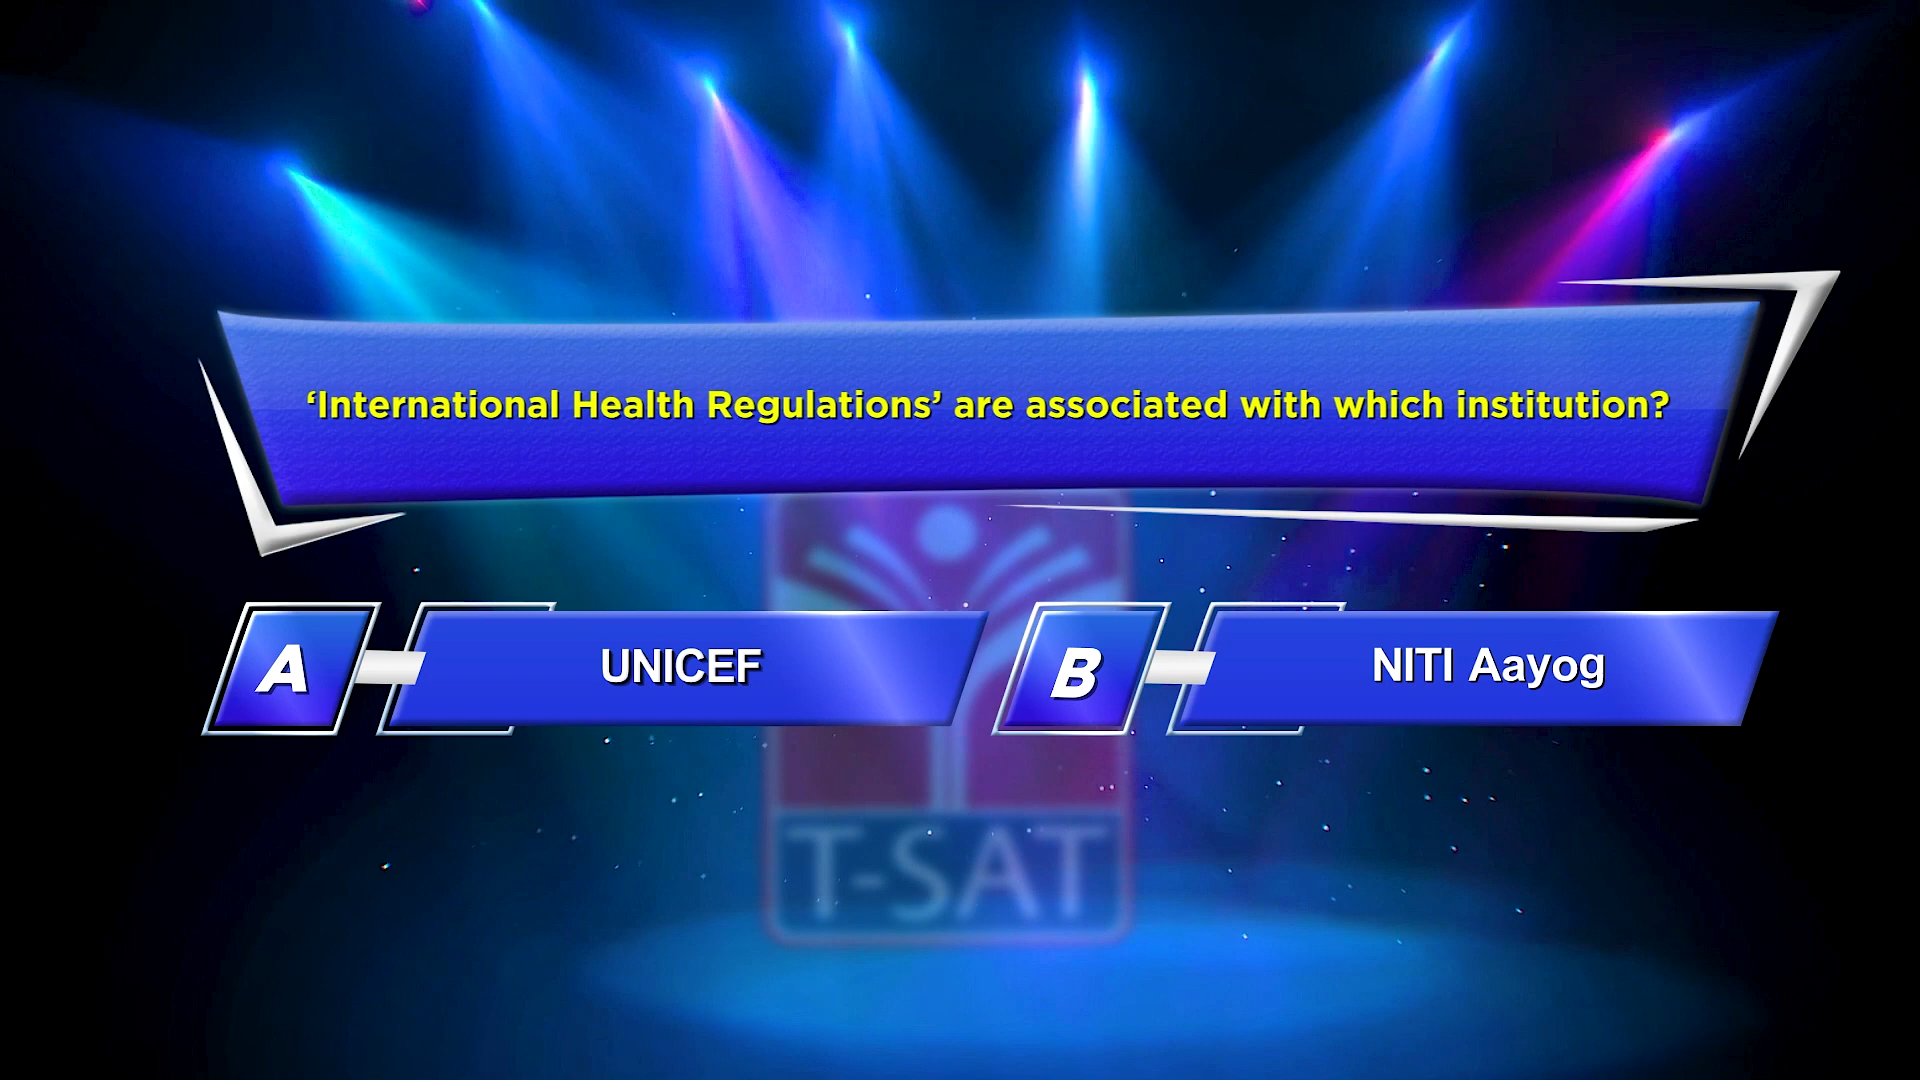 ‘International Health Regulations’ are associated with which institution?
A
UNICEF
B
NITI Aayog
T-SAT